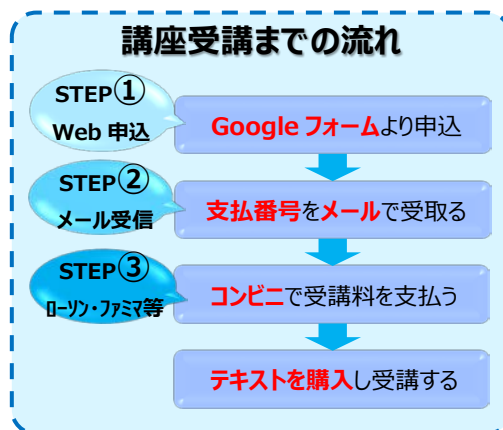 講座受講までの流れ
STEP①
Web 申込
Google フォームより申込
STEP②
メール受信
支払番号をメールで受取る
STEP③
ローソン・ファミマ等
コンビニで受講料を支払う
テキストを購入し受講する